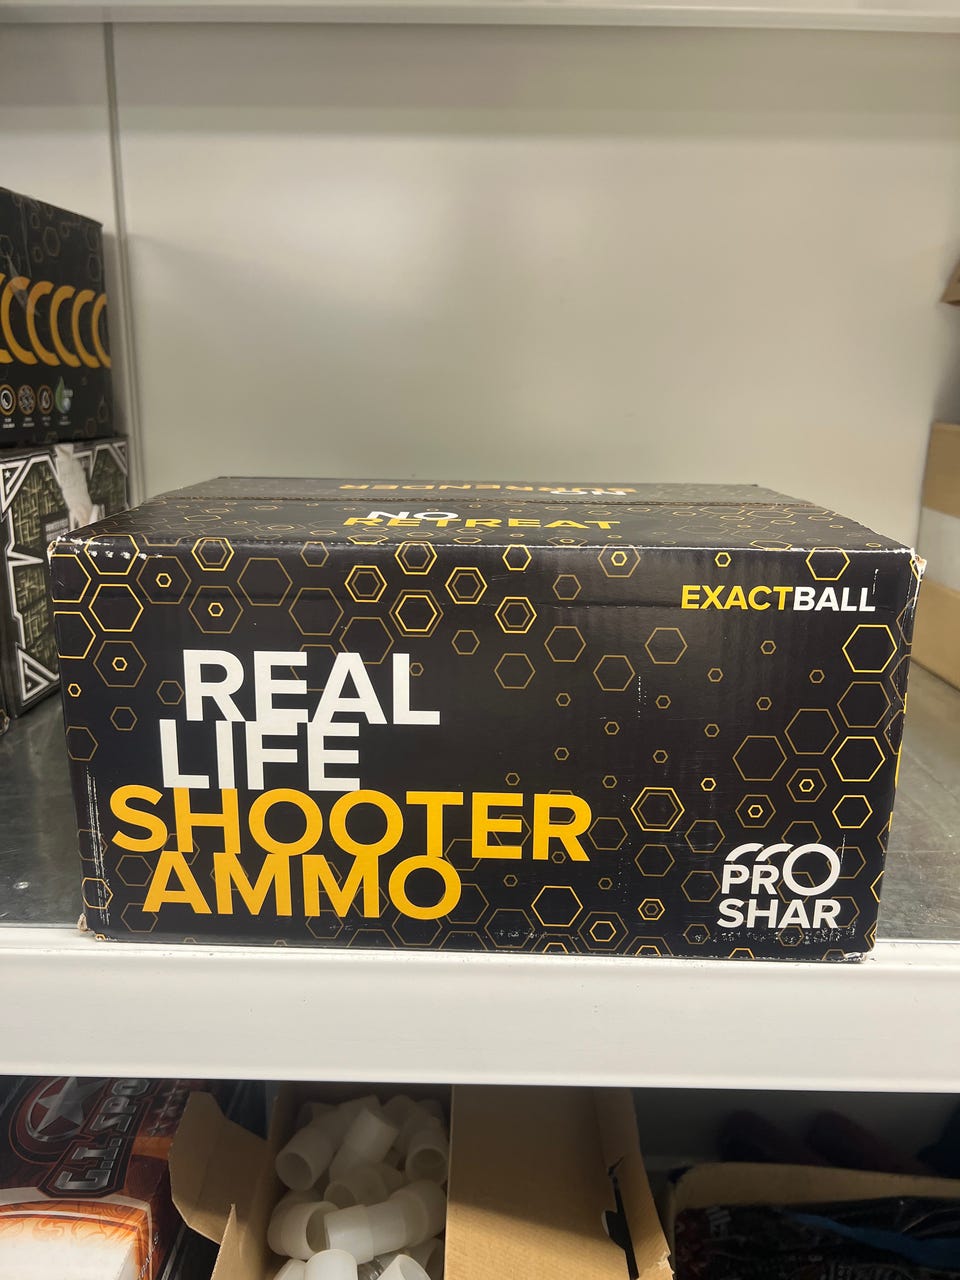 NO
SURRENDER
NO
RETREAT
EXACTBALL
REAL
LIFE
SHOOTER
AMMO
PRO
SHAR